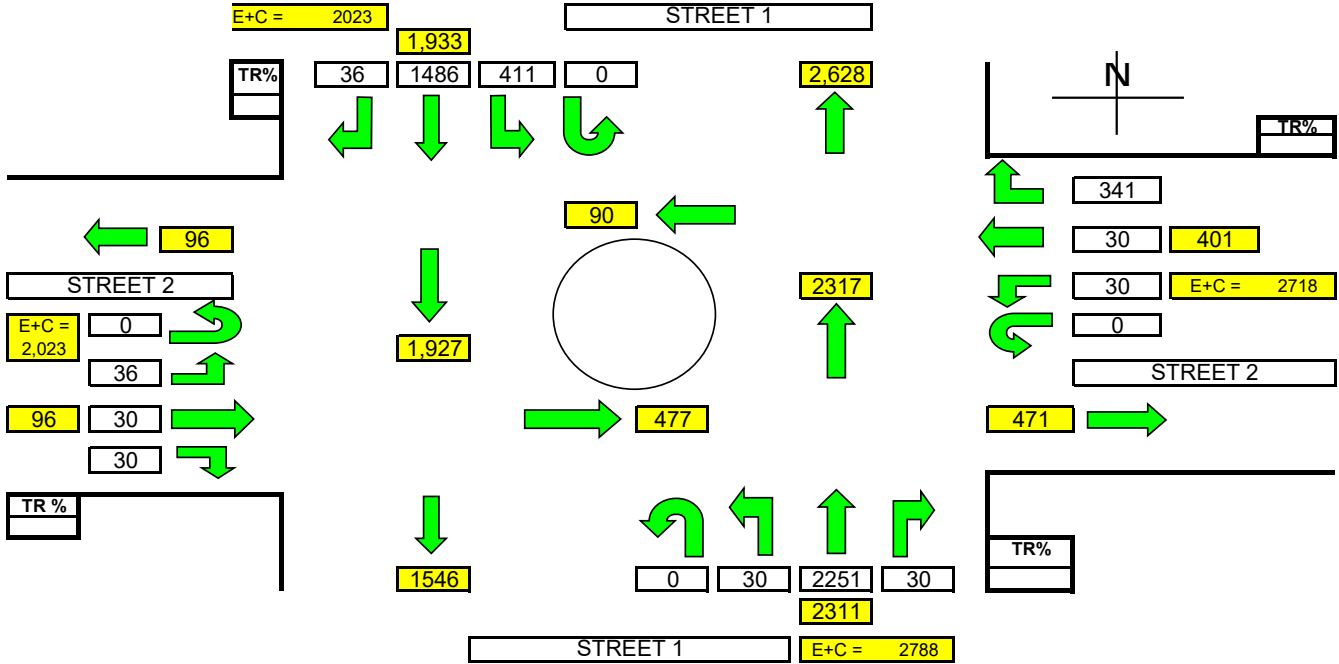 E+C = 2023
STREET 1
1,933
TR%
36 1486 411 0
2,628
N
TR%
341
90
96
30 401
STREET 2
2317
30 E+C = 2718
E+C =
2,023
0
0
1,927
36
STREET 2
96 30
477
471
30
TR %
TR%
1546
0 30 2251 30
2311
STREET 1
E+C = 2788